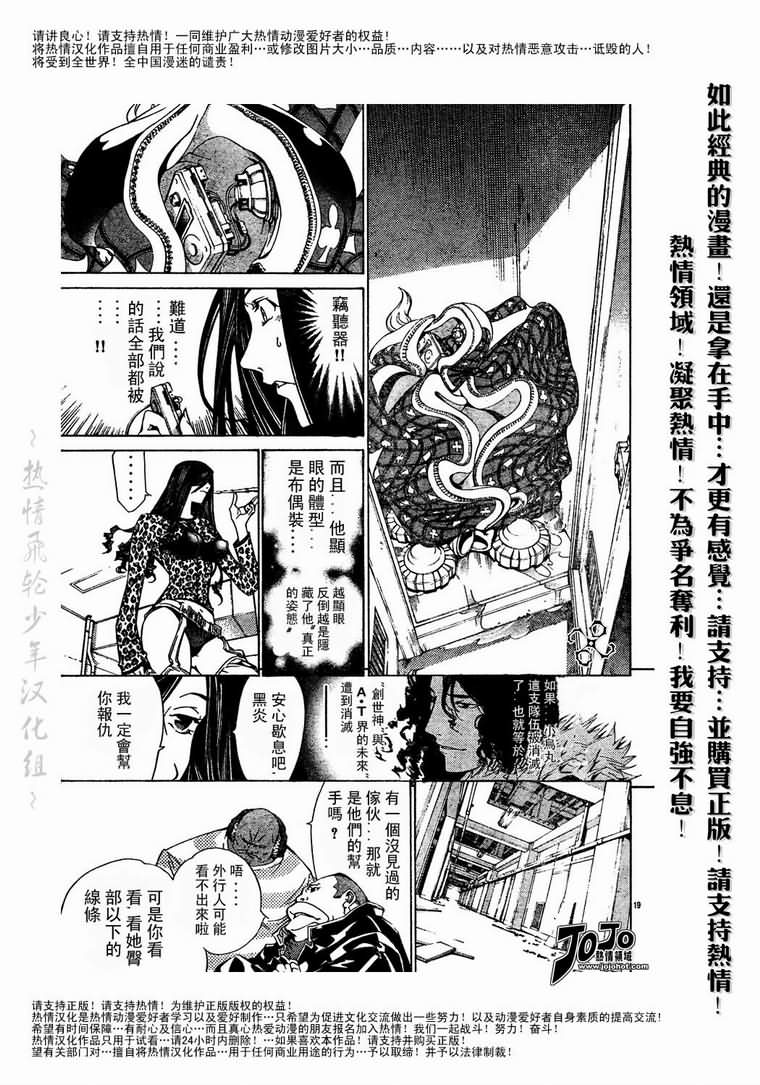 请讲良心！请支持热情！一同维护广大热情动漫爱好者的权益！
将热情汉化作品擅自用于任何商业盈利…或修改图片大小…品质…内容……以及对热情恶意攻击…诋毁的人！
将受到全世界！全中国漫迷的谴责！
如此經典的漫畫！還是拿在手中…才更有感覺…請支持…並購買正版！請支持熱情！
熱情領域！凝聚熱情！不為爭名奪利！我要自強不息！
竊聽器!!
難道‥‥
‥‥我們說
的話全部都被
‥‥
!!
‥‥
而且…他顯
眼的體型…
是布偶裝…
越顯眼
反倒越是隱
藏了他〝真正
的姿態〞
如果…小烏丸
這支隊伍被消滅
了…也就等於
〝創世神〞與
A·T界的未來
遭到消滅
安心歇息吧…
黑炎
我一定會幫
你報仇
有一個沒見過的
傢伙…那就
是他們的幫
手嗎？
唔…
外行人可能
看不出來啦
可是你看
看…看她臀
部以下的
線條
19
JoJo
熱情領域
www.jojohot.com
~热情飛轮少年汉化组~
请支持正版！请支持热情！为维护正版版权的权益！
热情汉化是热情动漫爱好者学习以及爱好制作…只希望为促进文化交流做出一些努力！以及动漫爱好者自身素质的提高交流！
希望有时间保障…有耐心及信心…而且真心热爱动漫的朋友报名加入热情！我们一起战斗！努力！奋斗！
热情汉化作品只用于试看…请24小时内删除！…如果喜欢本作品！请支持并购买正版！
望有关部门对…擅自将热情汉化作品…用于任何商业用途的行为…予以取缔！并予以法律制裁！